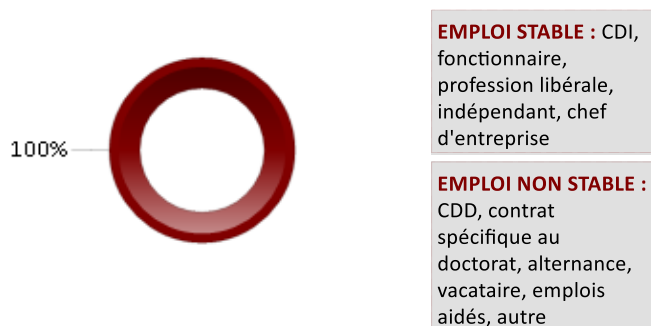 100%
EMPLOI STABLE : CDI,
fonctionnaire,
profession libérale,
indépendant, chef
d'entreprise
EMPLOI NON STABLE :
CDD, contrat
spécifique au
doctorat, alternance,
vacataire, emplois
aidés, autre